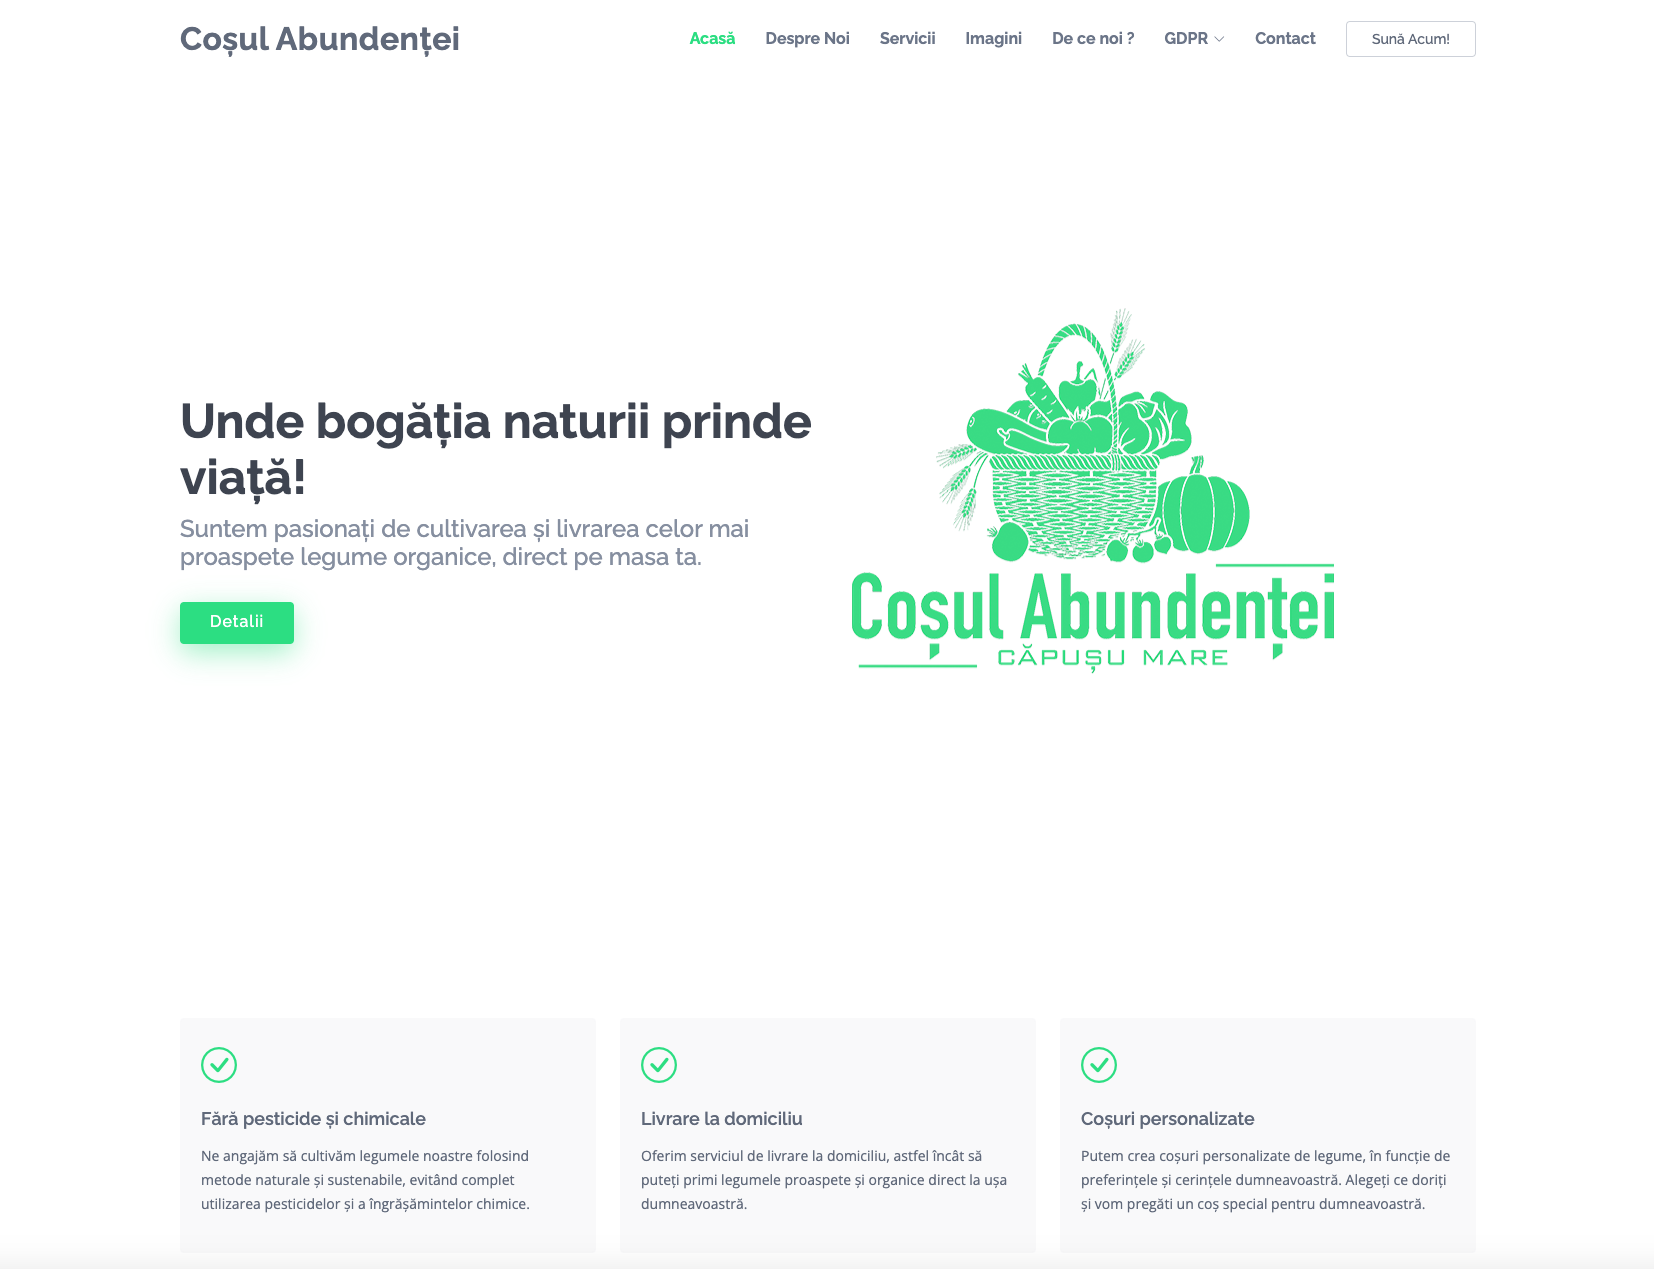 Coșul Abundenței
Acasă
Despre Noi
Servicii
Imagini
De ce noi ?
GDPR
Contact
Sună Acum!
Unde bogăția naturii prinde
viață!
Suntem pasionați de cultivarea și livrarea celor mai
proaspete legume organice, direct pe masa ta.
Detalii
Coșul Abundenței
CĂPUȘU MARE
Fără pesticide și chimicale
Ne angajăm să cultivăm legumele noastre folosind
metode naturale și sustenabile, evitând complet
utilizarea pesticidelor și a îngrășămintelor chimice.
Livrare la domiciliu
Oferim serviciul de livrare la domiciliu, astfel încât să
puteți primi legumele proaspete și organice direct la ușa
dumneavoastră.
Coșuri personalizate
Putem crea coșuri personalizate de legume, în funcție de
preferințele și cerințele dumneavoastră. Alegeți ce doriți
și vom pregăti un coș special pentru dumneavoastră.